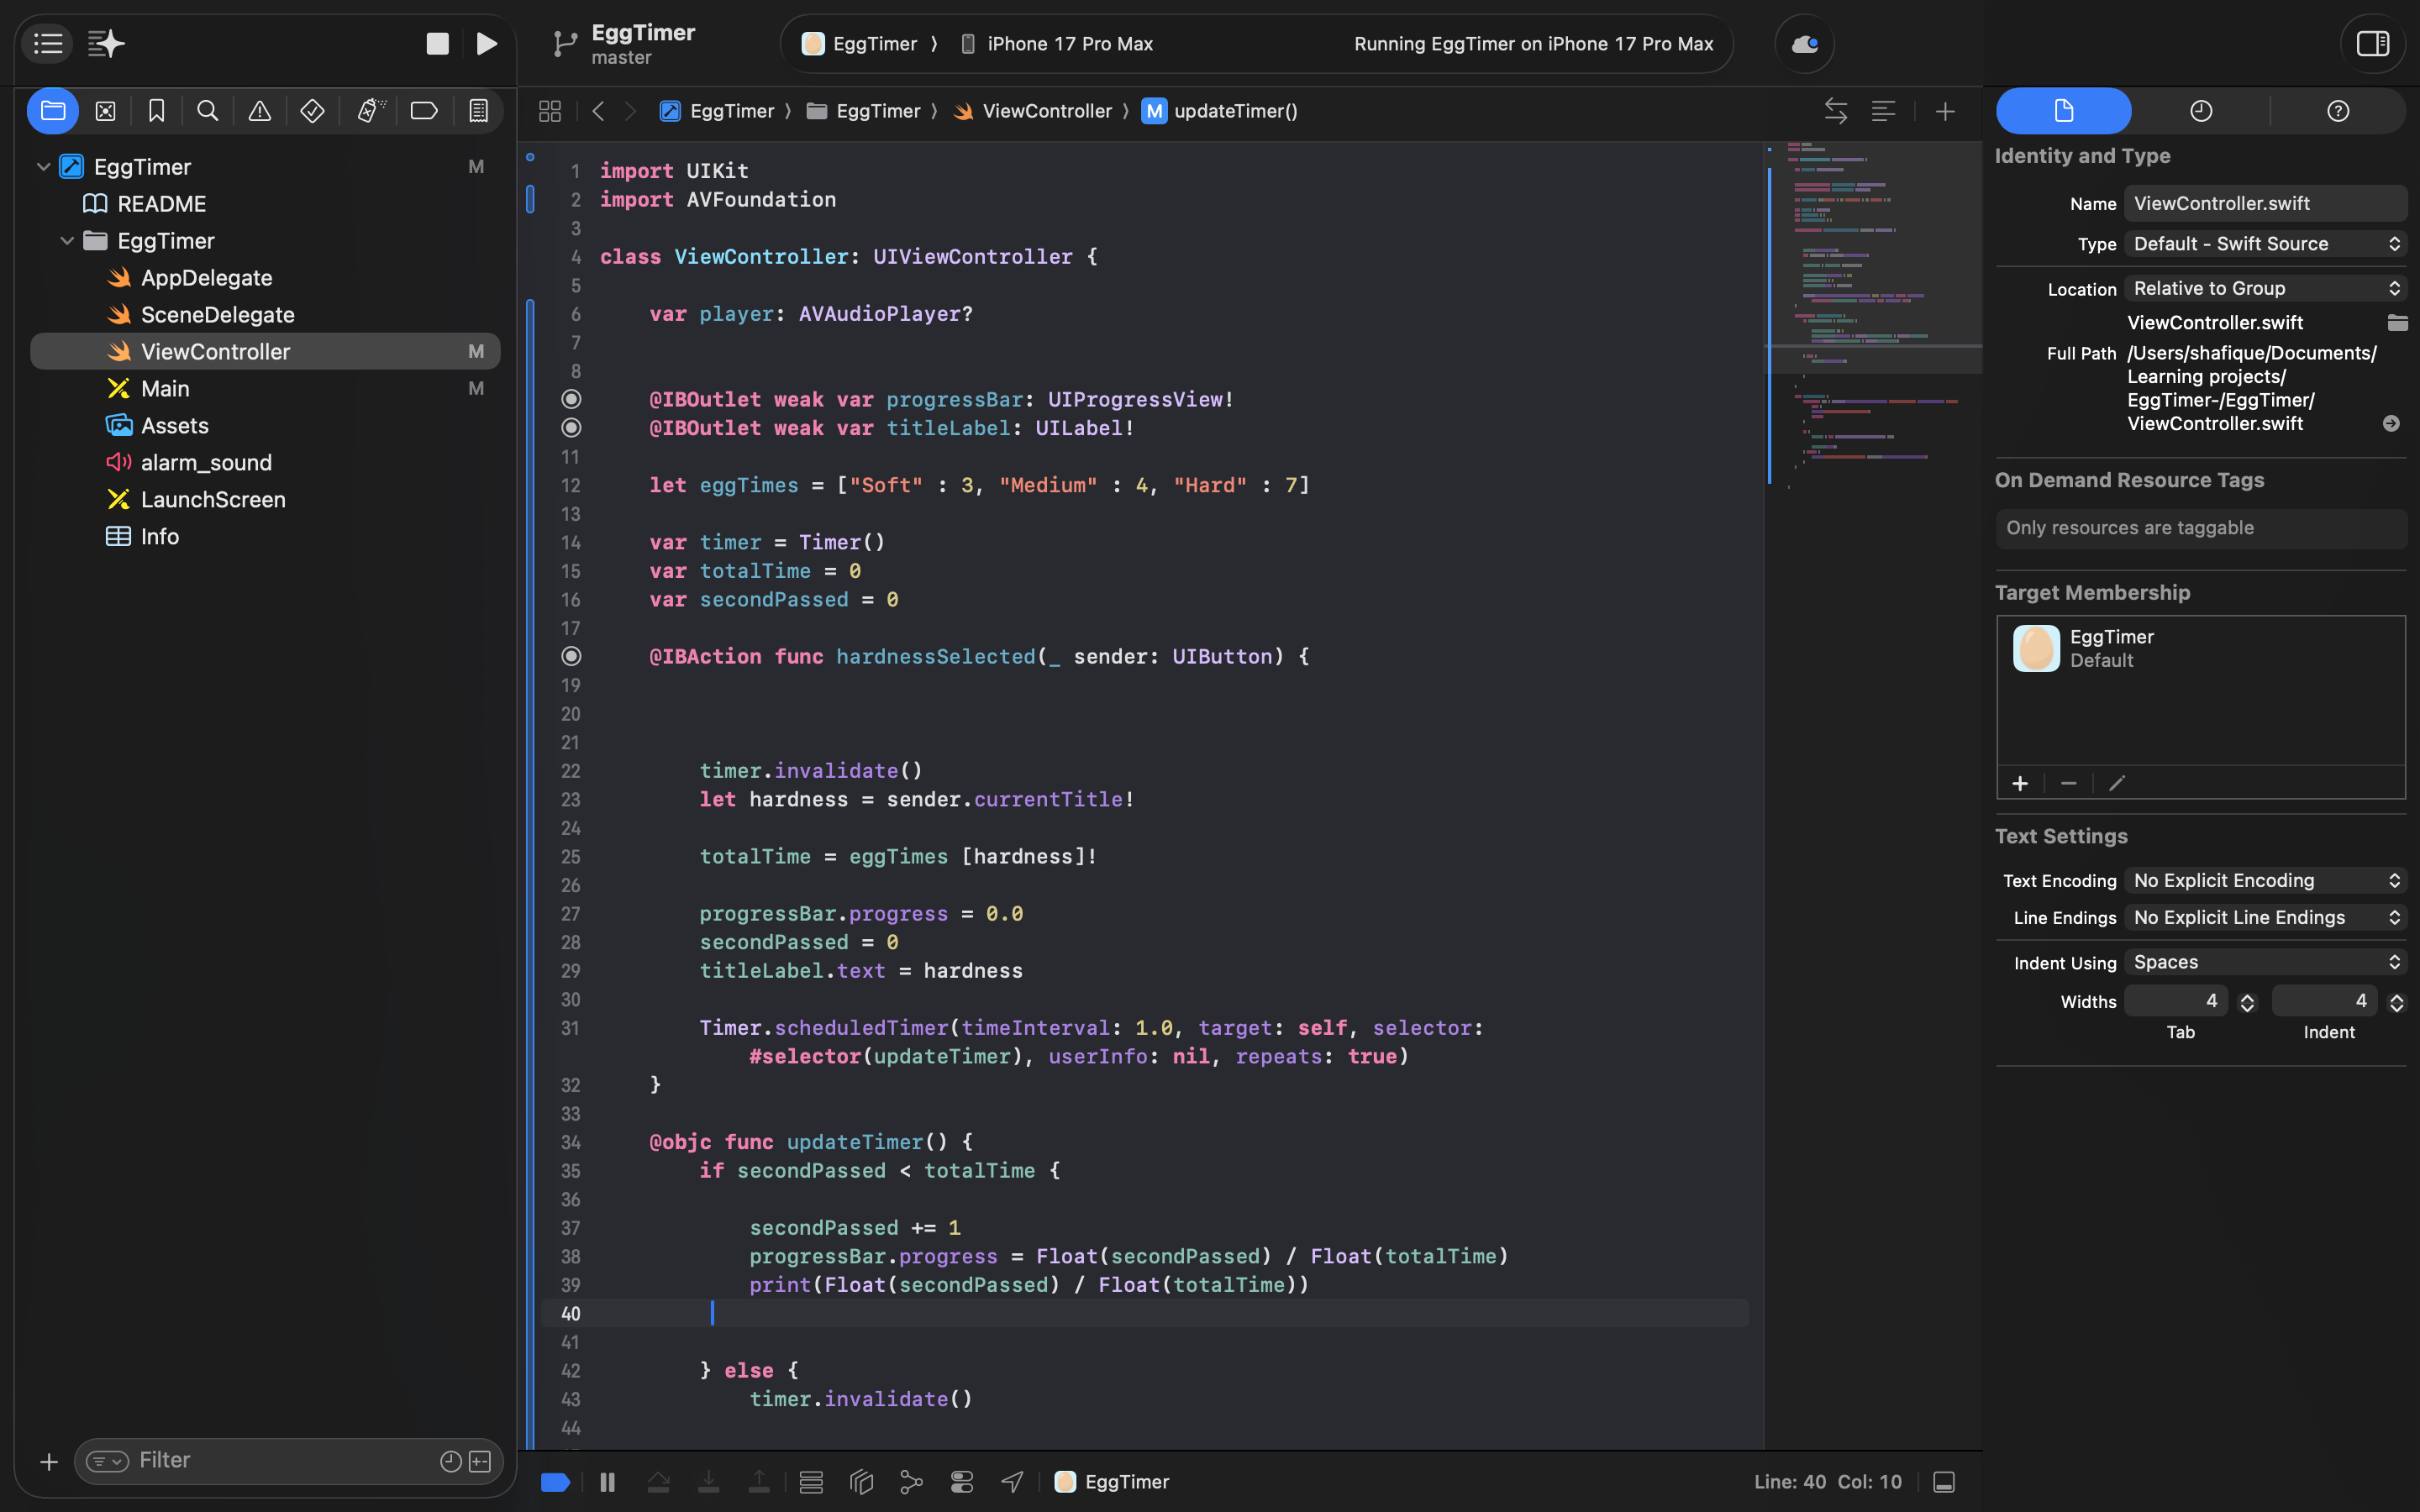 EggTimer
master
EggTimer
iPhone 17 Pro Max
Running EggTimer on iPhone 17 Pro Max
EggTimer
EggTimer
ViewController
M
updateTimer()
EggTimer
M
README
EggTimer
AppDelegate
SceneDelegate
ViewController
M
Main
M
Assets
alarm_sound
LaunchScreen
Info
Filter
1 import UIKit
2 import AVFoundation
3
4 class ViewController: UIViewController {
5
6 var player: AVAudioPlayer?
7
8
@IBOutlet weak var progressBar: UIProgressView!
@IBOutlet weak var titleLabel: UILabel!
11
12 let eggTimes = ["Soft" : 3, "Medium" : 4, "Hard" : 7]
13
14 var timer = Timer()
15 var totalTime = 0
16 var secondPassed = 0
17
@IBAction func hardnessSelected(_ sender: UIButton) {
19
20
21
22 timer.invalidate()
23 let hardness = sender.currentTitle!
24
25 totalTime = eggTimes [hardness]!
26
27 progressBar.progress = 0.0
28 secondPassed = 0
29 titleLabel.text = hardness
30
31 Timer.scheduledTimer(timeInterval: 1.0, target: self, selector:
#selector(updateTimer), userInfo: nil, repeats: true)
32 }
33
34 @objc func updateTimer() {
35 if secondPassed < totalTime {
36
37 secondPassed += 1
38 progressBar.progress = Float(secondPassed) / Float(totalTime)
39 print(Float(secondPassed) / Float(totalTime))
40
41
42 } else {
43 timer.invalidate()
44
EggTimer
Line: 40 Col: 10
Identity and Type
Name ViewController.swift
Type Default - Swift Source
Location Relative to Group
ViewController.swift
Full Path /Users/shafique/Documents/
Learning projects/
EggTimer-/EggTimer/
ViewController.swift
On Demand Resource Tags
Only resources are taggable
Target Membership
EggTimer
Default
Text Settings
Text Encoding No Explicit Encoding
Line Endings No Explicit Line Endings
Indent Using Spaces
Widths 4 4
Tab Indent